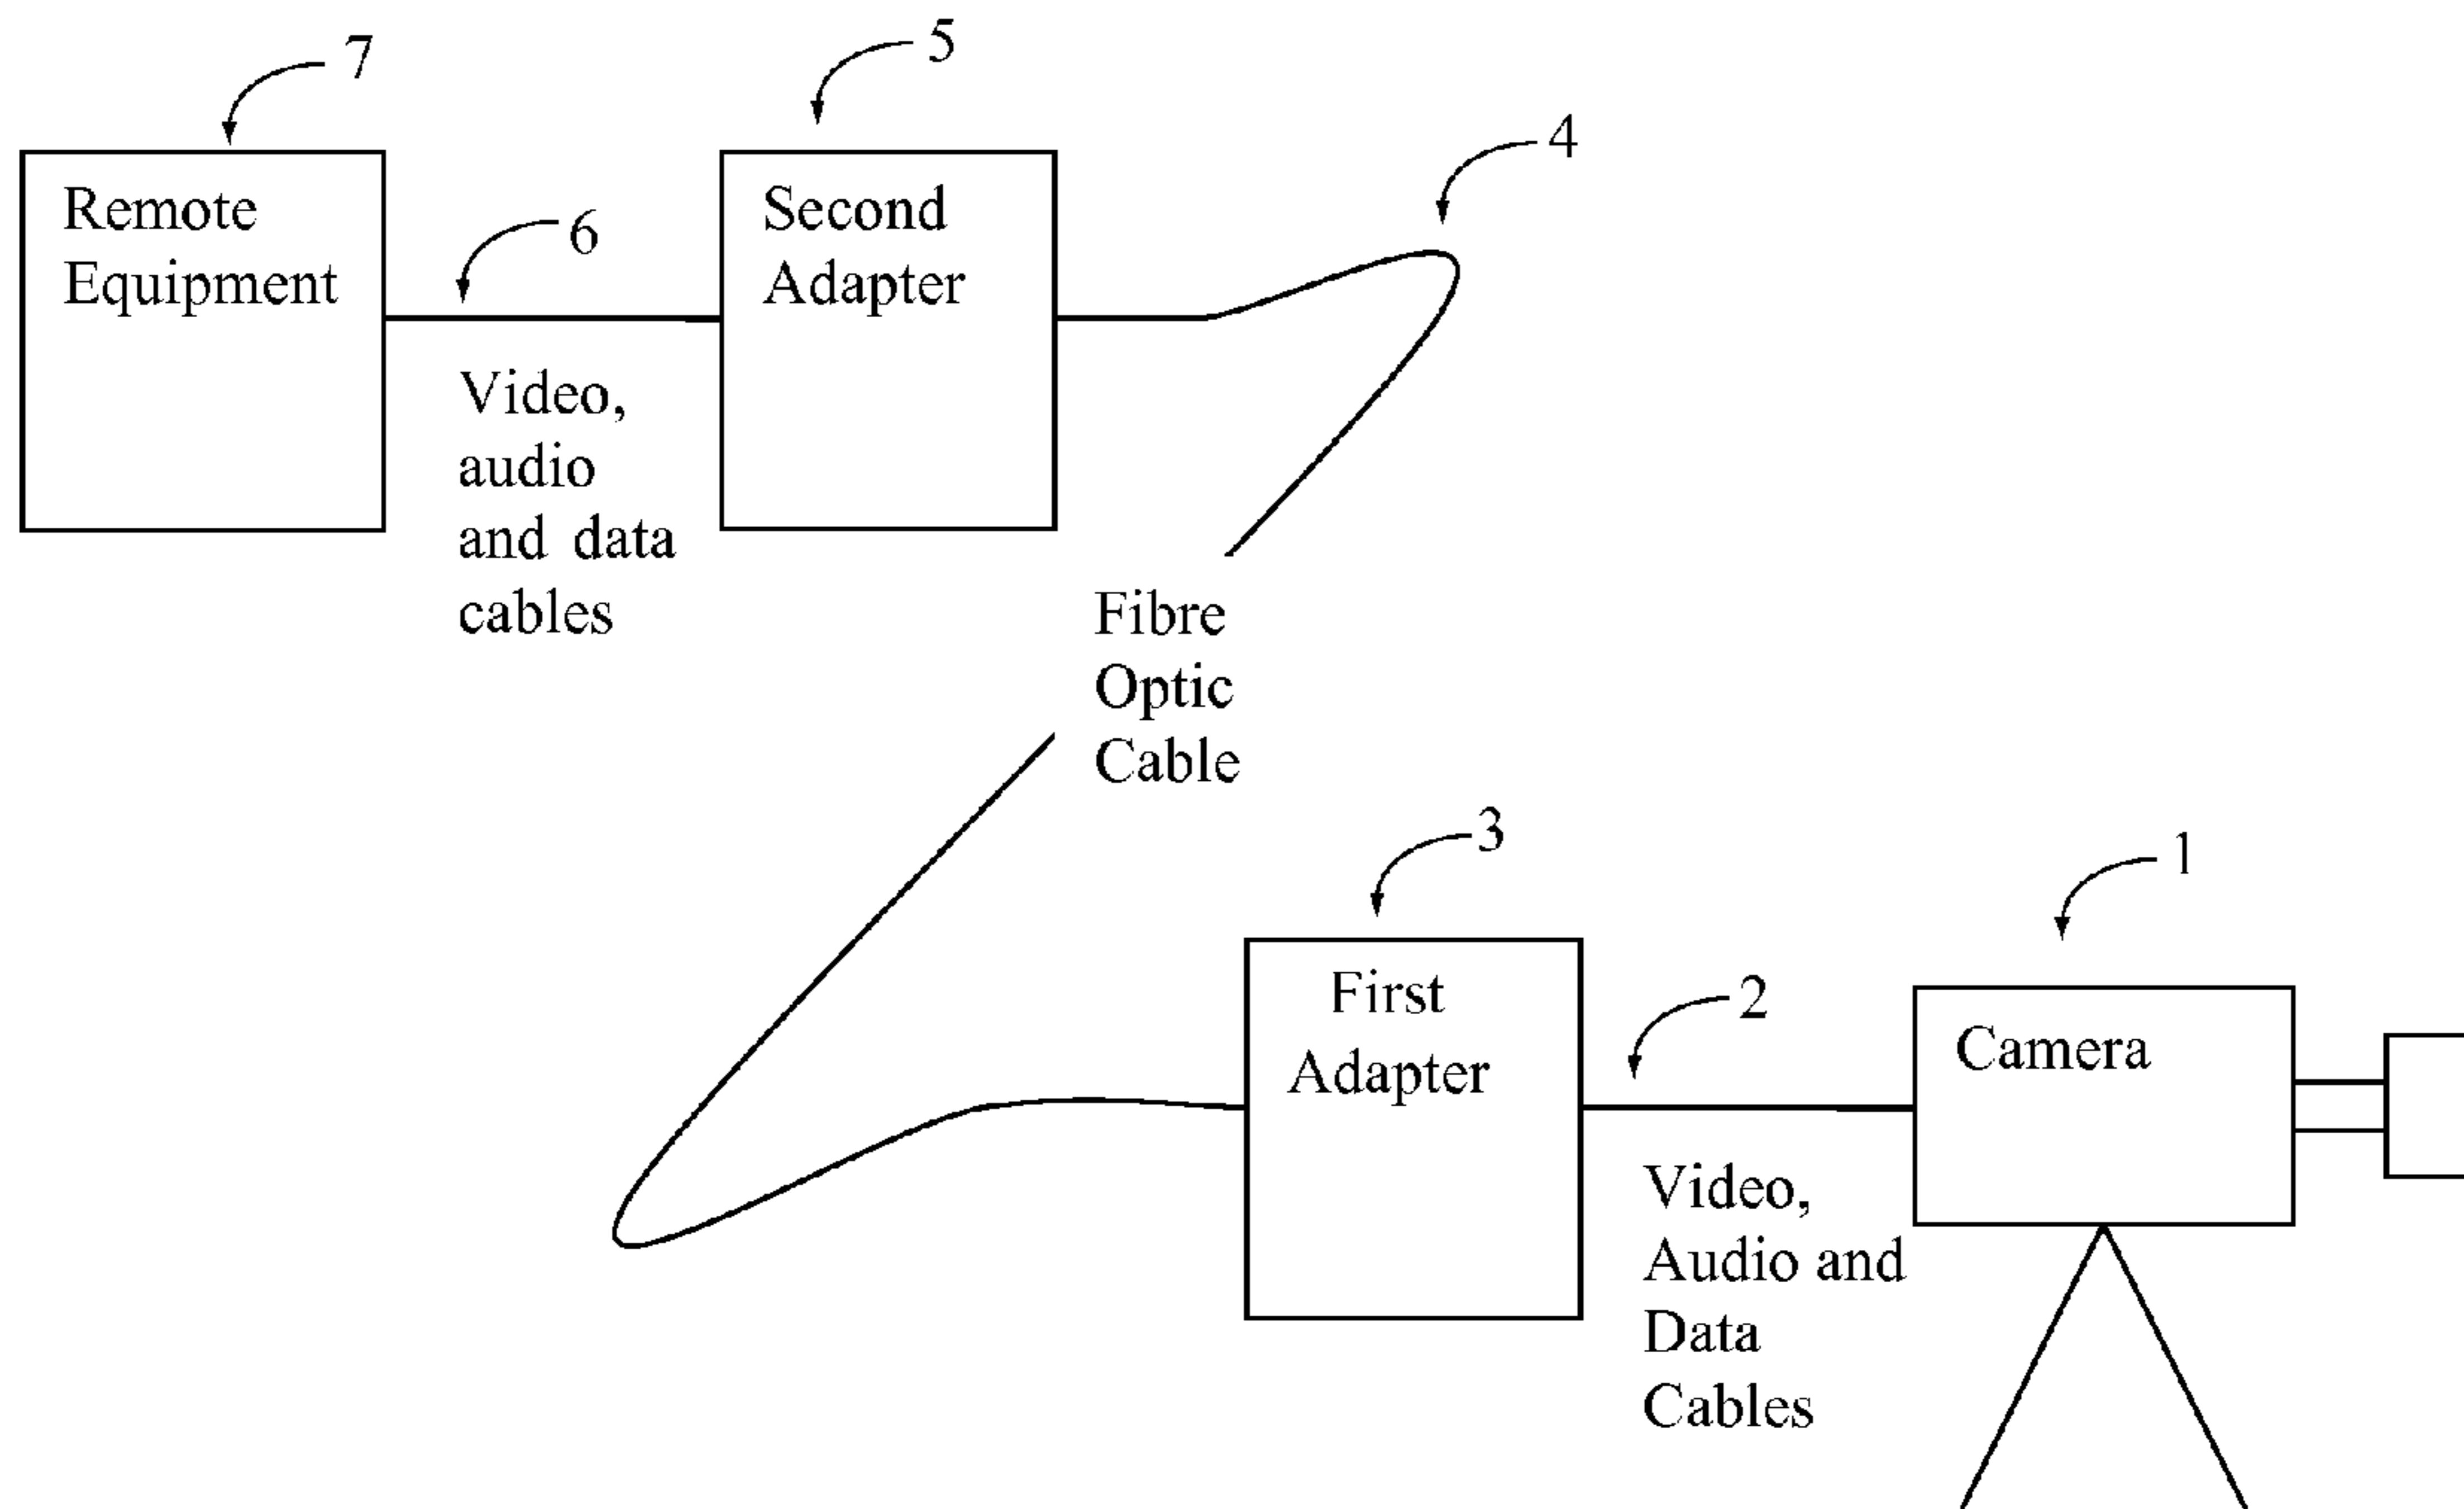 7
5
4
Remote
Equipment
6
Second
Adapter
Video,
audio
and data
cables
Fibre
Optic
Cable
3
1
First
Adapter
2
Camera
Video,
Audio and
Data
Cables